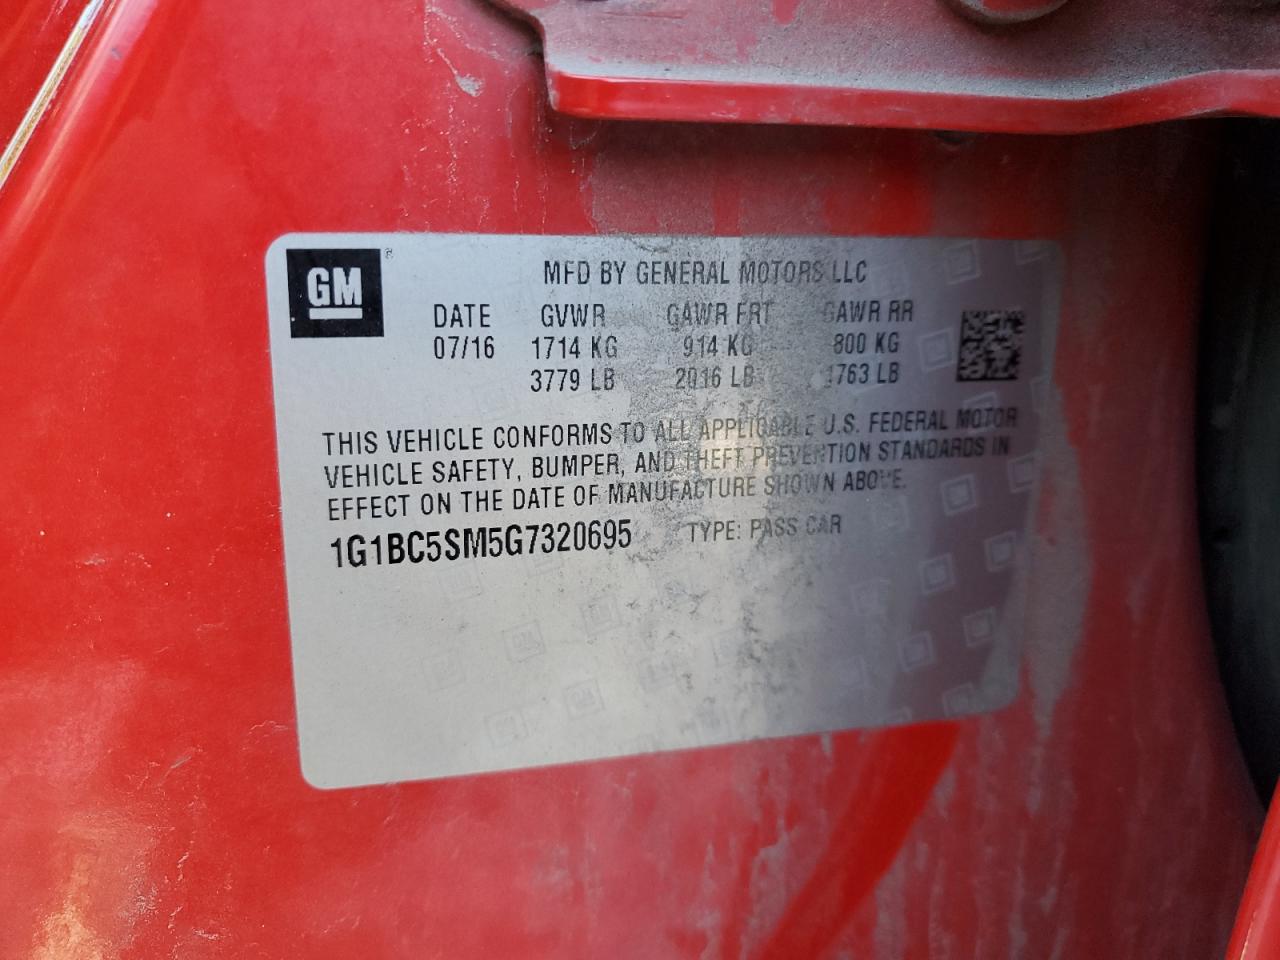 GM ®
MFD BY GENERAL MOTORS LLC
DATE GVWR GAWR FRT GAWR RR
07/16 1714 KG 914 KG 800 KG
3779 LB 2016 LB 1763 LB
THIS VEHICLE CONFORMS TO ALL APPLICABLE U.S. FEDERAL MOTOR
VEHICLE SAFETY, BUMPER, AND THEFT PREVENTION STANDARDS IN
EFFECT ON THE DATE OF MANUFACTURE SHOWN ABOVE.
1G1BC5SM5G7320695 TYPE: PASS CAR